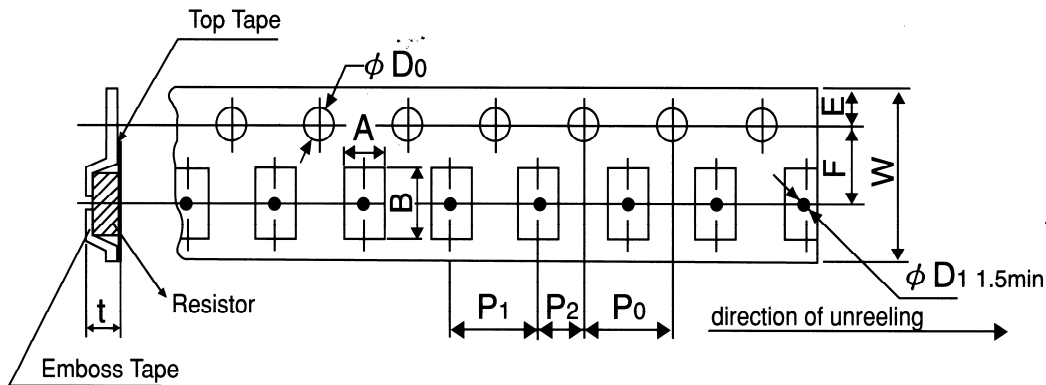 Top Tape
φ D0
A
E
F
W
B
φ D1 1.5min
Resistor
t
P1
P2
P0
direction of unreeling
Emboss Tape